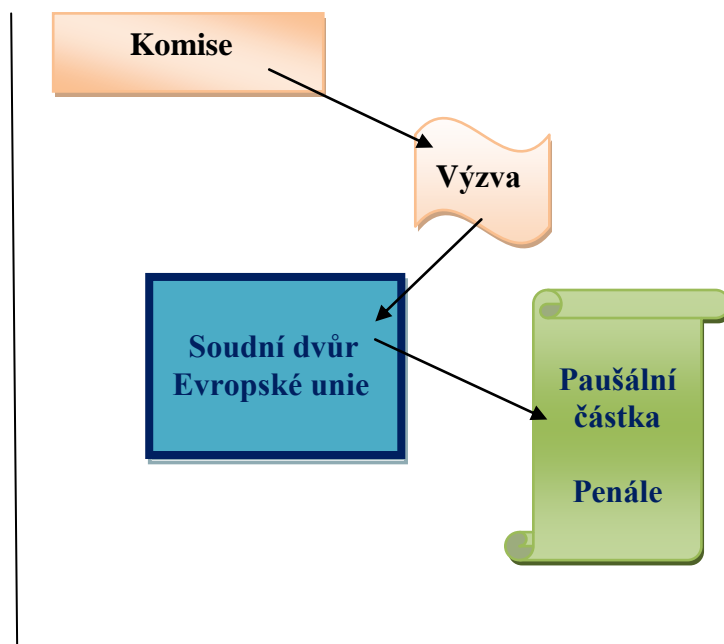 Komise
Výzva
Soudní dvůr
Evropské unie
Paušální
částka
Penále